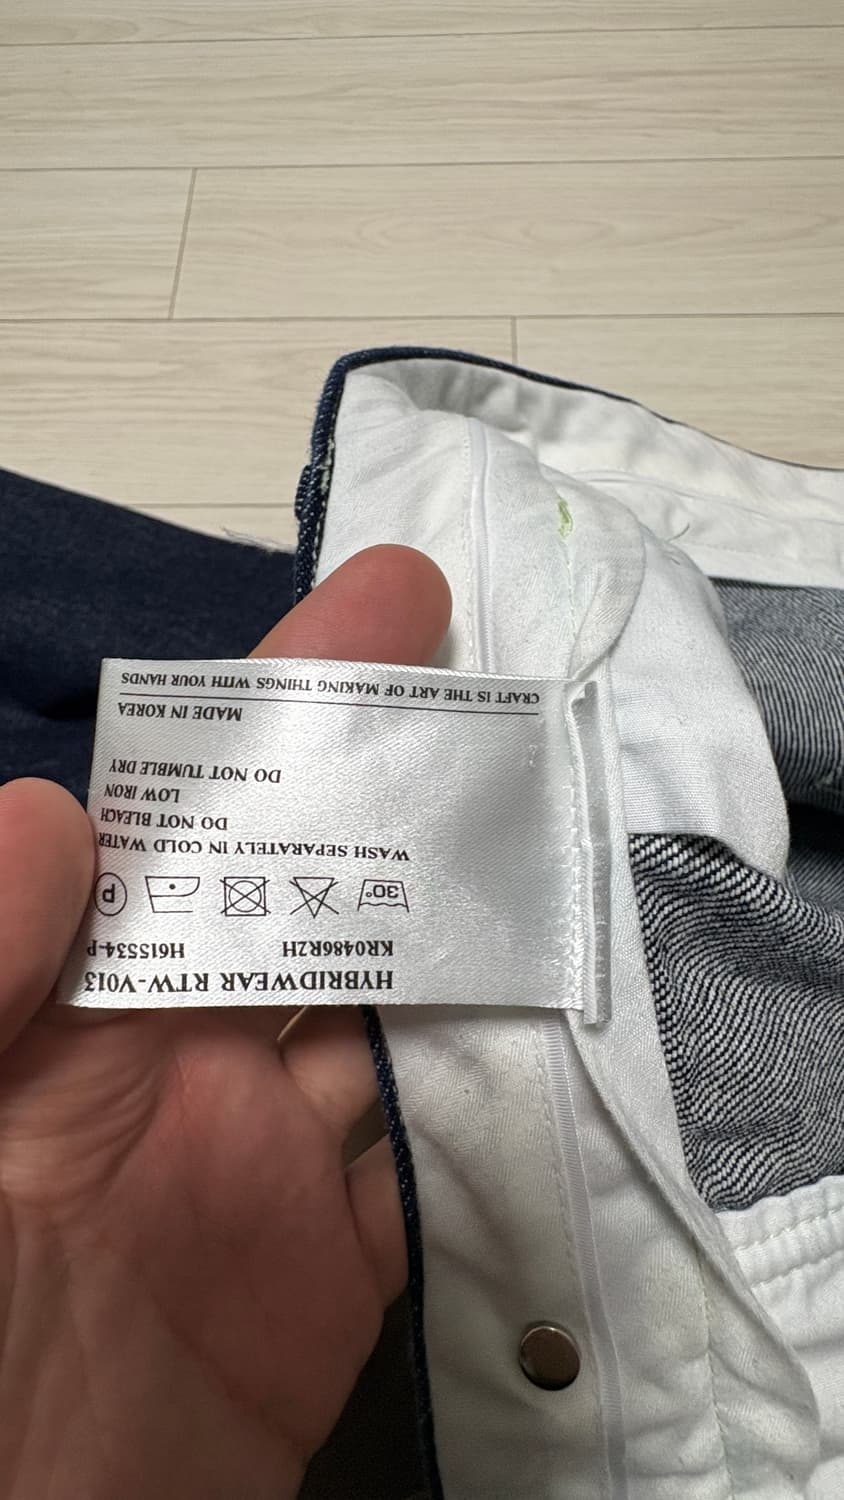 HYBRIDWEAR RTW-V013
KR0486R2H H615534-P
30° P
WASH SEPARATELY IN COLD WATER
DO NOT BLEACH
LOW IRON
DO NOT TUMBLE DRY
MADE IN KOREA
CRAFT IS THE ART OF MAKING THINGS WITH YOUR HANDS